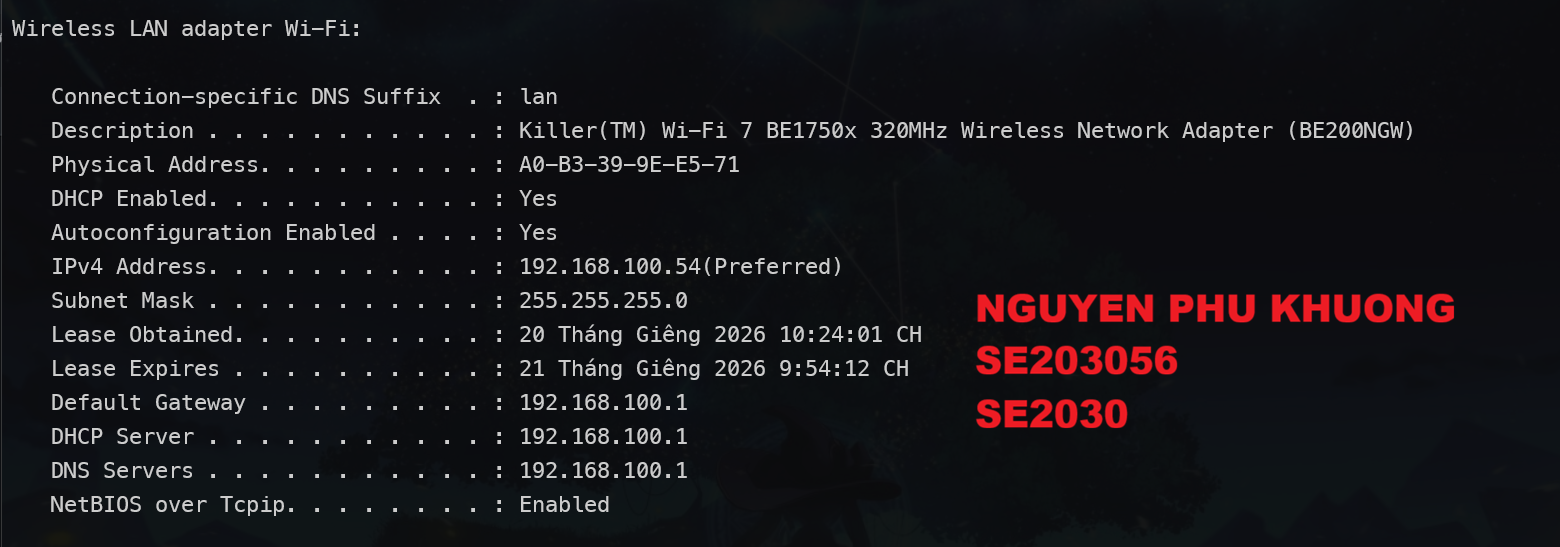 Wireless LAN adapter Wi-Fi:
Connection-specific DNS Suffix  . : lan
Description . . . . . . . . . . . : Killer(TM) Wi-Fi 7 BE1750x 320MHz Wireless Network Adapter (BE200NGW)
Physical Address. . . . . . . . . : A0-B3-39-9E-E5-71
DHCP Enabled. . . . . . . . . . . : Yes
Autoconfiguration Enabled . . . . : Yes
IPv4 Address. . . . . . . . . . . : 192.168.100.54(Preferred)
Subnet Mask . . . . . . . . . . . : 255.255.255.0
Lease Obtained. . . . . . . . . . : 20 Tháng Giêng 2026 10:24:01 CH
Lease Expires . . . . . . . . . . : 21 Tháng Giêng 2026 9:54:12 CH
Default Gateway . . . . . . . . . : 192.168.100.1
DHCP Server . . . . . . . . . . . : 192.168.100.1
DNS Servers . . . . . . . . . . . : 192.168.100.1
NetBIOS over Tcpip. . . . . . . . : Enabled
NGUYEN PHU KHUONG
SE203056
SE2030